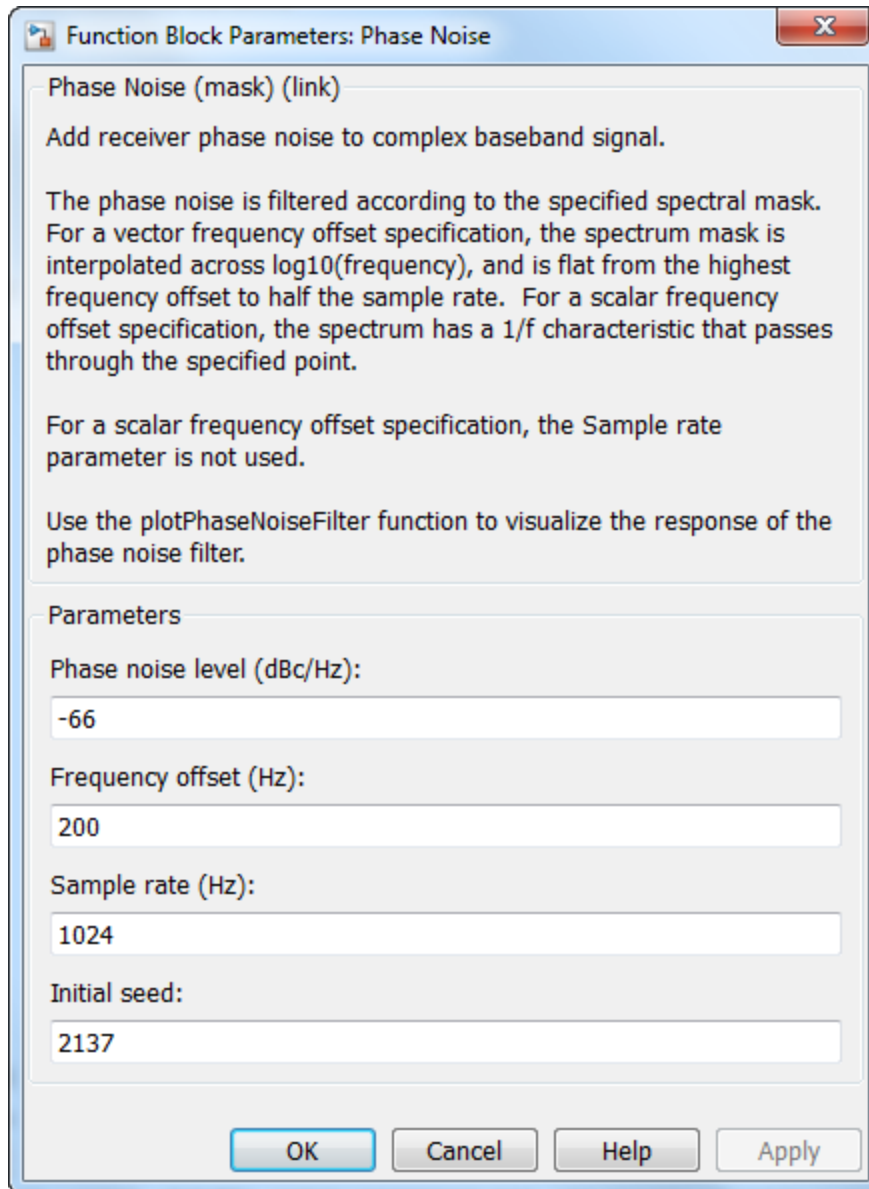 Function Block Parameters: Phase Noise
Phase Noise (mask) (link)
Add receiver phase noise to complex baseband signal.
The phase noise is filtered according to the specified spectral mask.
For a vector frequency offset specification, the spectrum mask is
interpolated across log10(frequency), and is flat from the highest
frequency offset to half the sample rate.  For a scalar frequency
offset specification, the spectrum has a 1/f characteristic that passes
through the specified point.
For a scalar frequency offset specification, the Sample rate
parameter is not used.
Use the plotPhaseNoiseFilter function to visualize the response of the
phase noise filter.
Parameters
Phase noise level (dBc/Hz):
-66
Frequency offset (Hz):
200
Sample rate (Hz):
1024
Initial seed:
2137
OK Cancel Help Apply